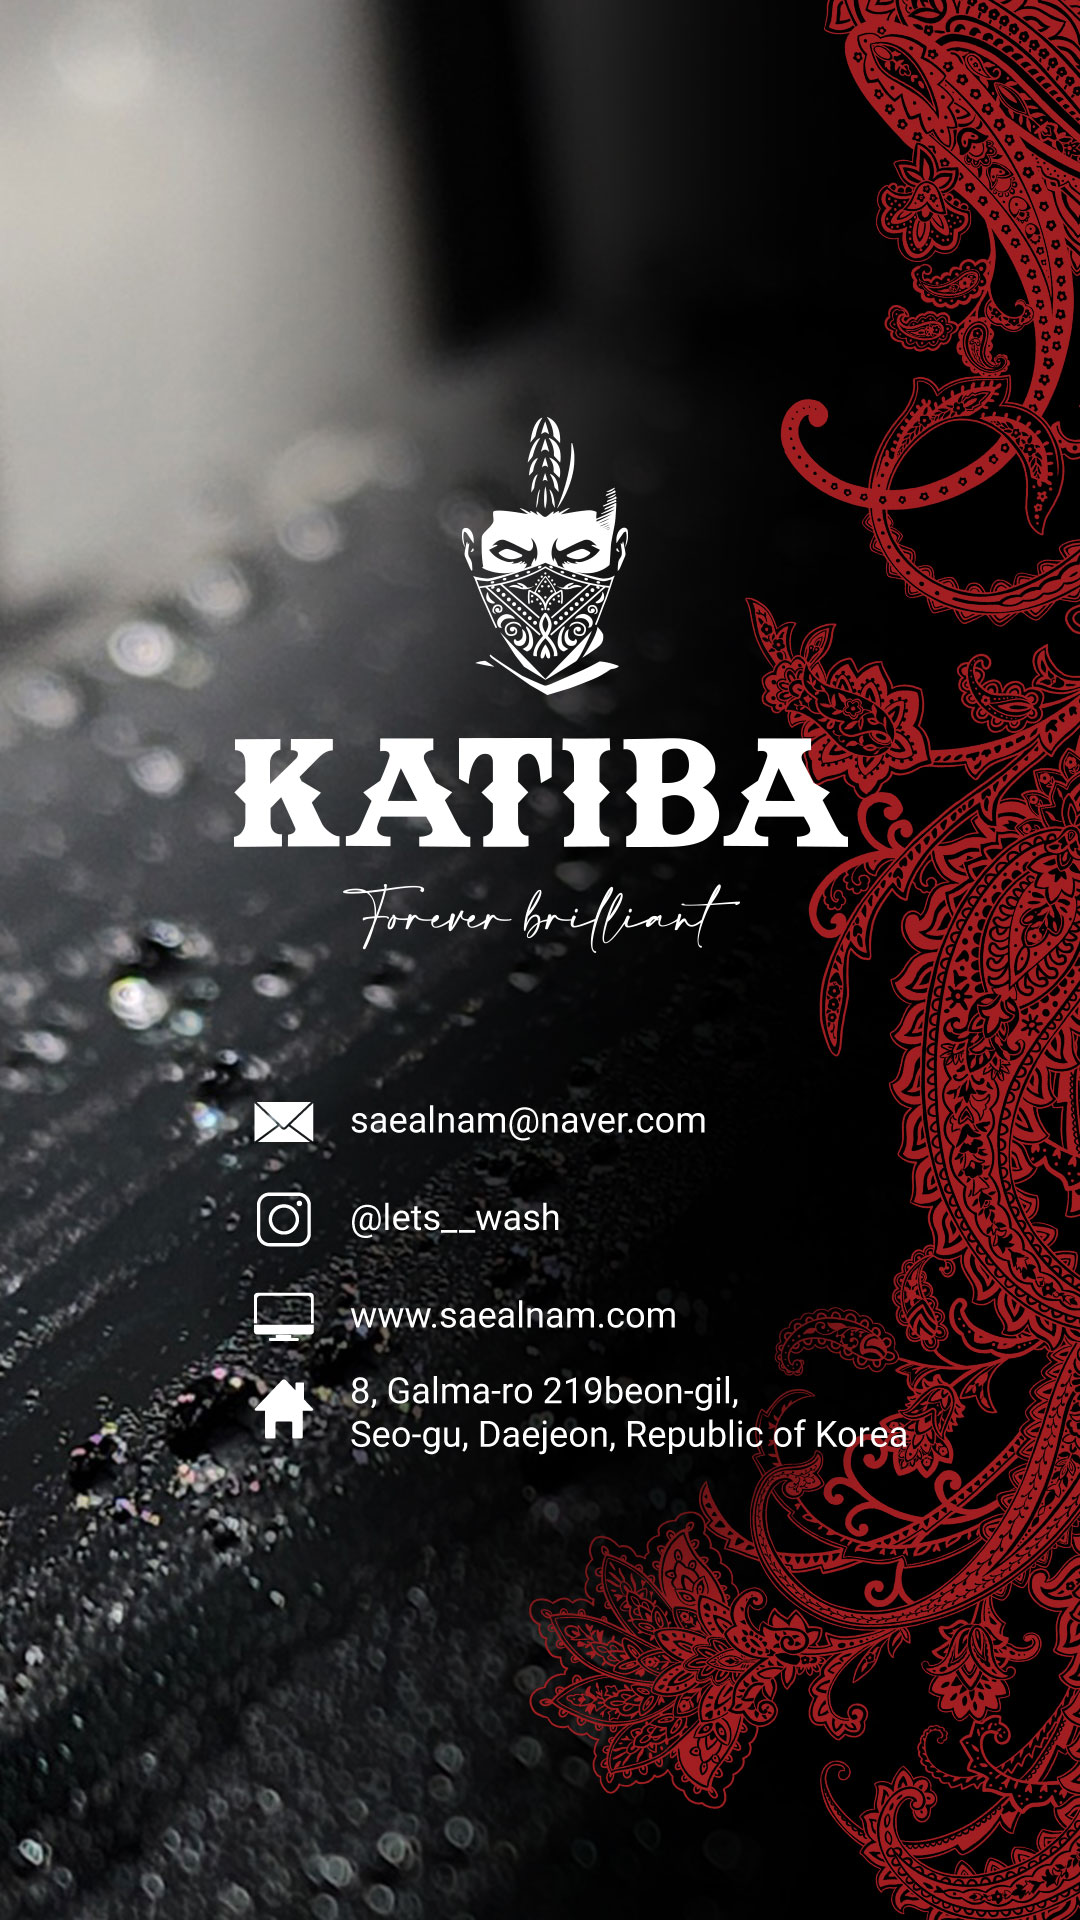 KATIBA
Forever brilliant
saealnam@naver.com
@lets__wash
www.saealnam.com
8, Galma-ro 219beon-gil,
Seo-gu, Daejeon, Republic of Korea